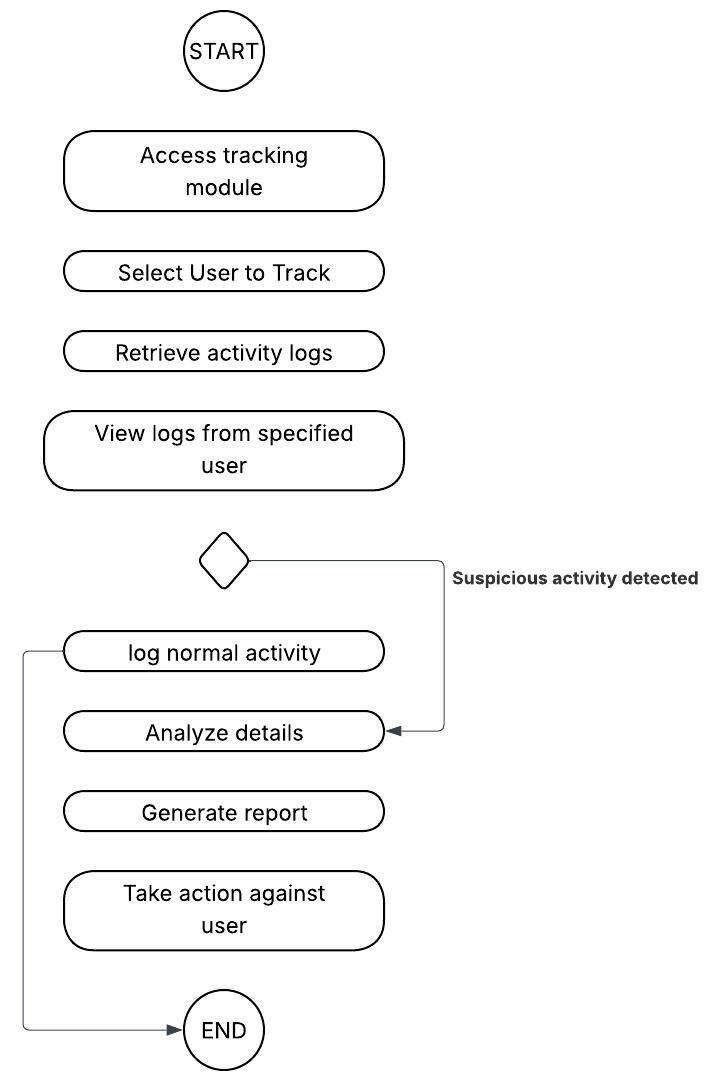 START
Access tracking
module
Select User to Track
Retrieve activity logs
View logs from specified
user
Suspicious activity detected
log normal activity
Analyze details
Generate report
Take action against
user
END